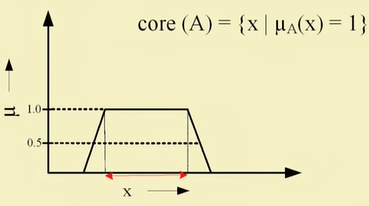 core (A) = {x | μA(x) = 1}
μ
1.0
0.5
x